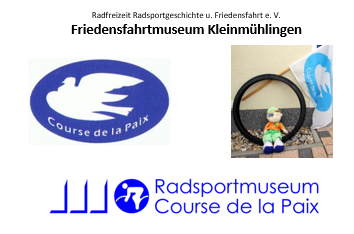 Radfreizeit Radsportgeschichte u. Friedensfahrt e. V.
Friedensfahrtmuseum Kleinmühlingen
Course de la Paix
Radsportmuseum
Course de la Paix